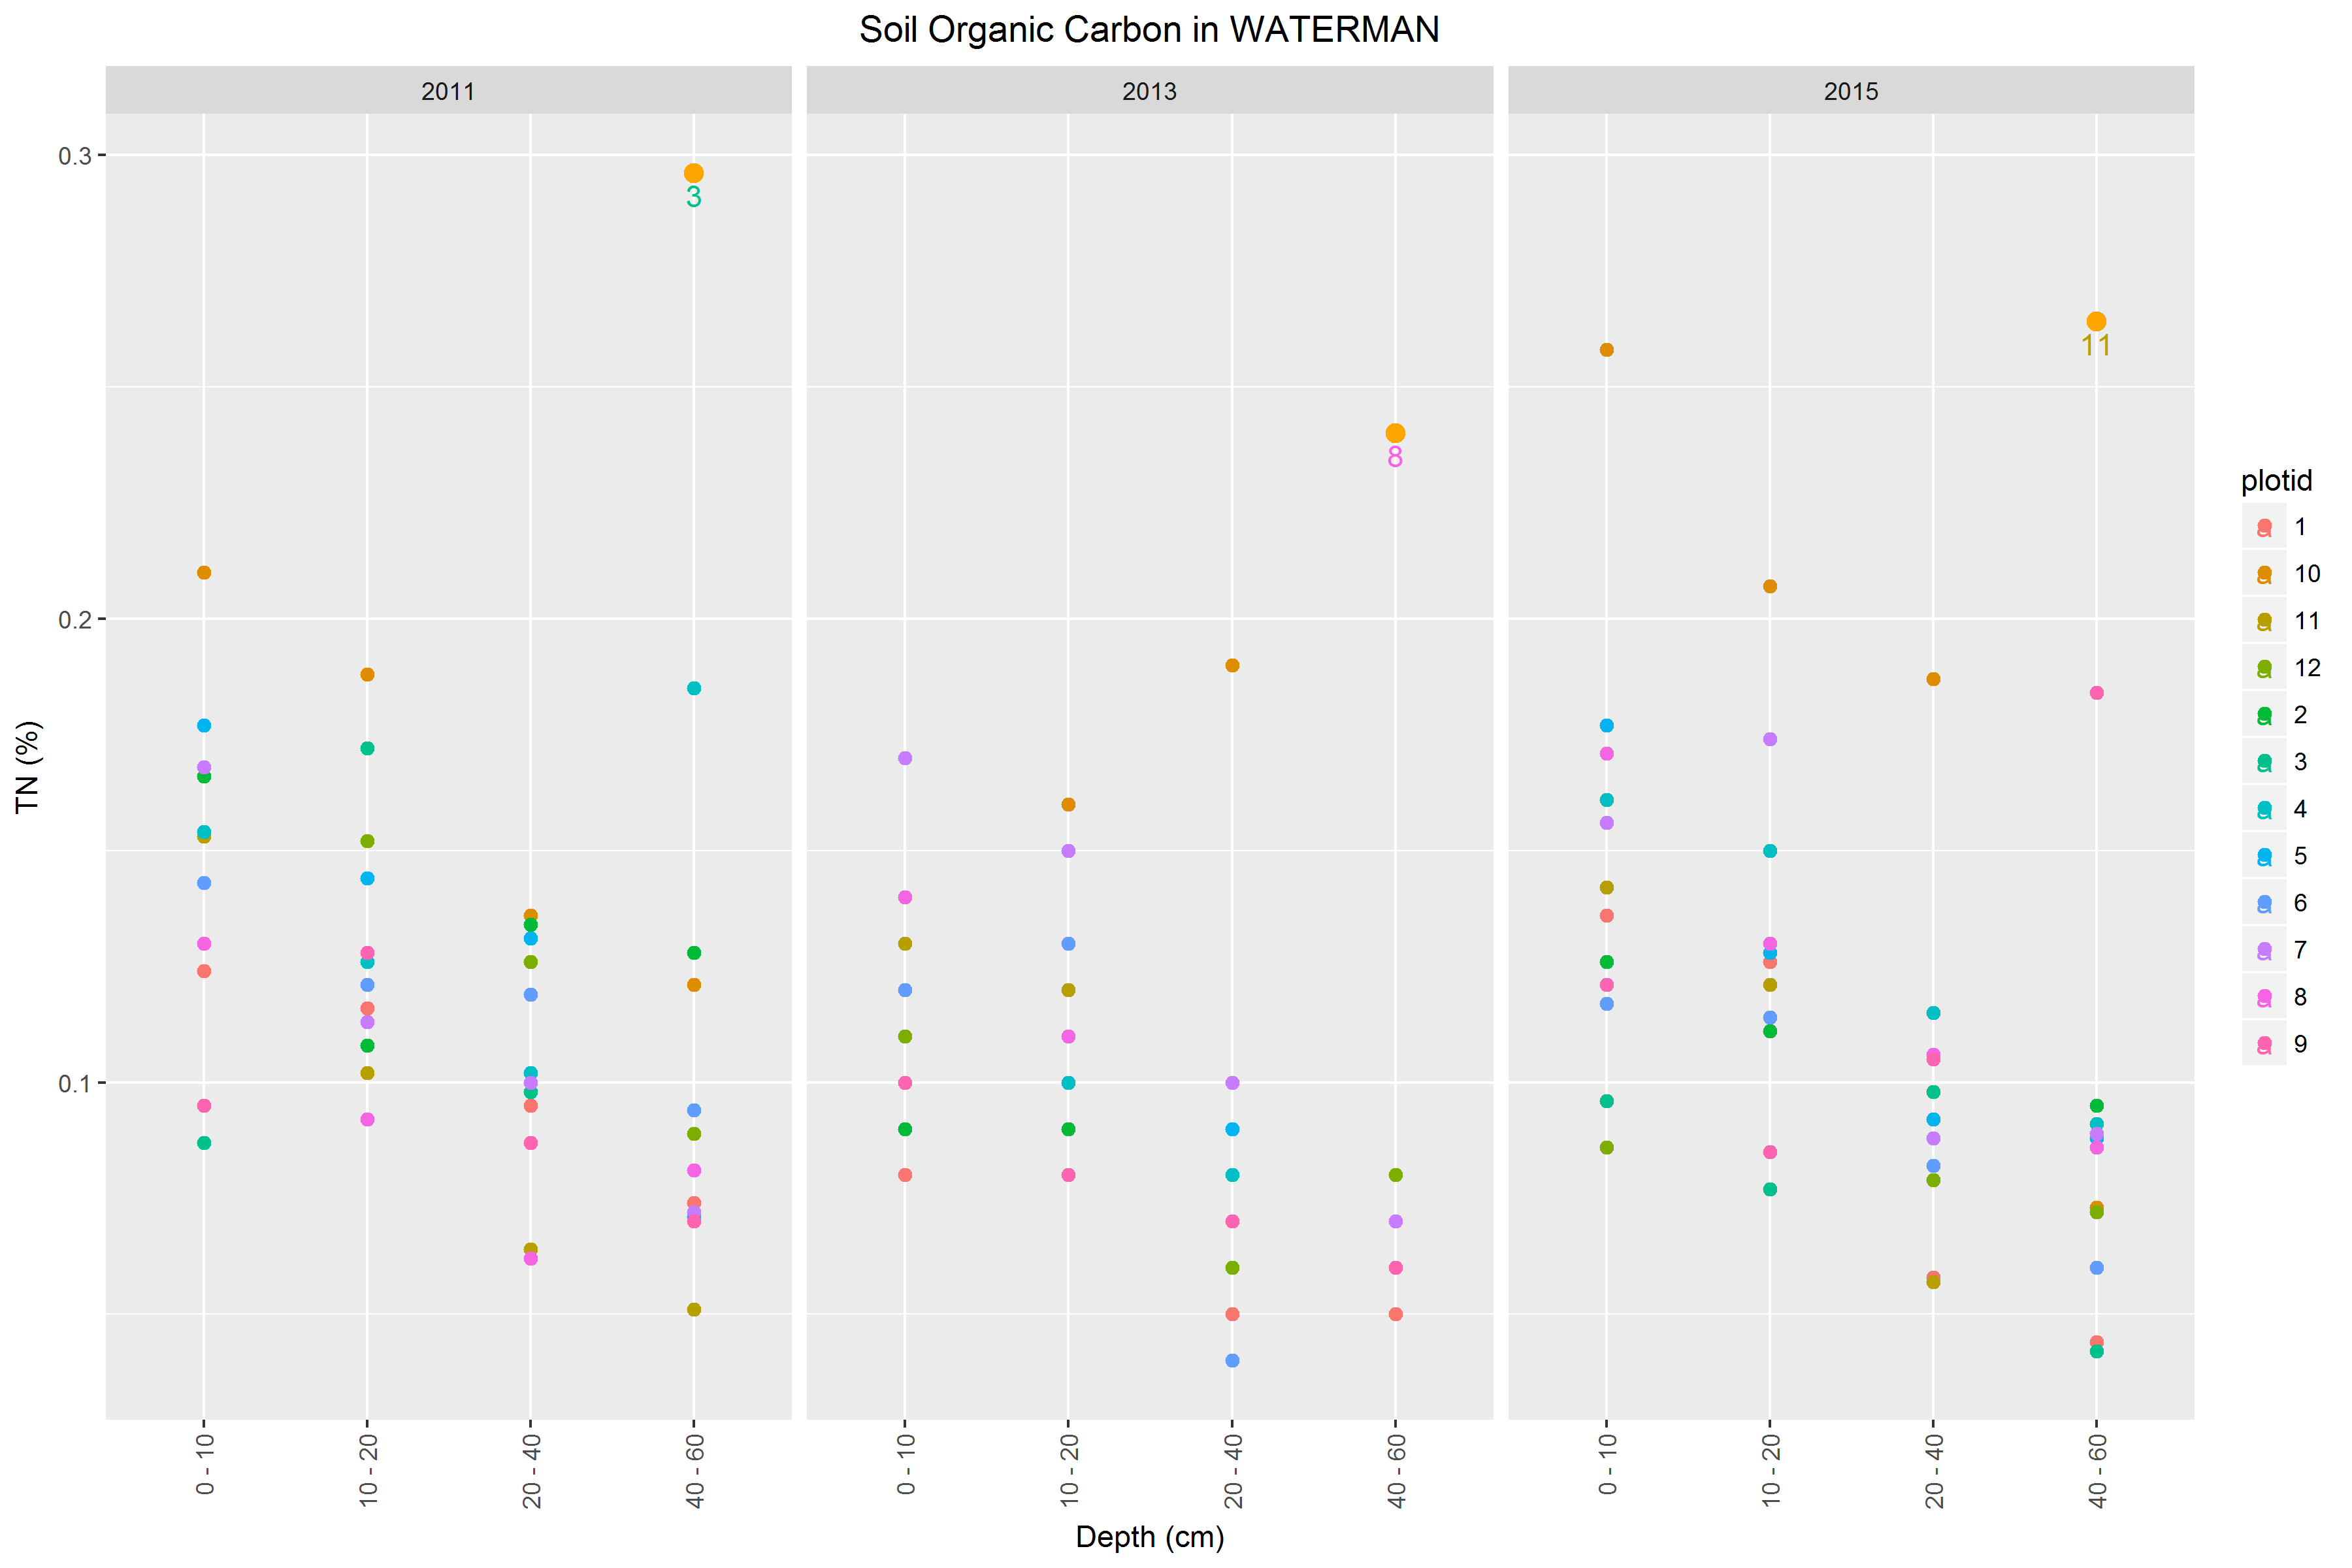 Soil Organic Carbon in WATERMAN
2011
2013
2015
0.3
0.2
0.1
TN (%)
3
8
11
0 - 10
10 - 20
20 - 40
40 - 60
0 - 10
10 - 20
20 - 40
40 - 60
0 - 10
10 - 20
20 - 40
40 - 60
Depth (cm)
plotid
a 1
a 10
a 11
a 12
a 2
a 3
a 4
a 5
a 6
a 7
a 8
a 9